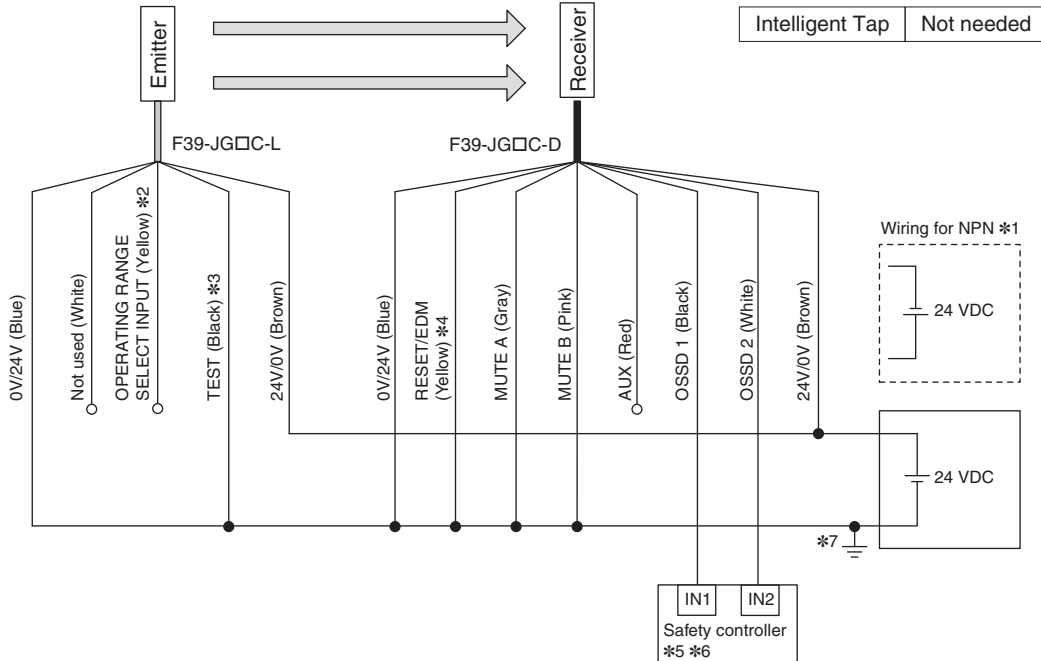 Emitter
Receiver
Intelligent Tap
Not needed
F39-JG□C-L
F39-JG□C-D
0V/24V (Blue)
Not used (White)
OPERATING RANGE
SELECT INPUT (Yellow) *2
TEST (Black) *3
24V/0V (Brown)
0V/24V (Blue)
RESET/EDM
(Yellow) *4
MUTE A (Gray)
MUTE B (Pink)
AUX (Red)
OSSD 1 (Black)
OSSD 2 (White)
24V/0V (Brown)
Wiring for NPN *1
24 VDC
24 VDC
*7
IN1
IN2
Safety controller
*5 *6